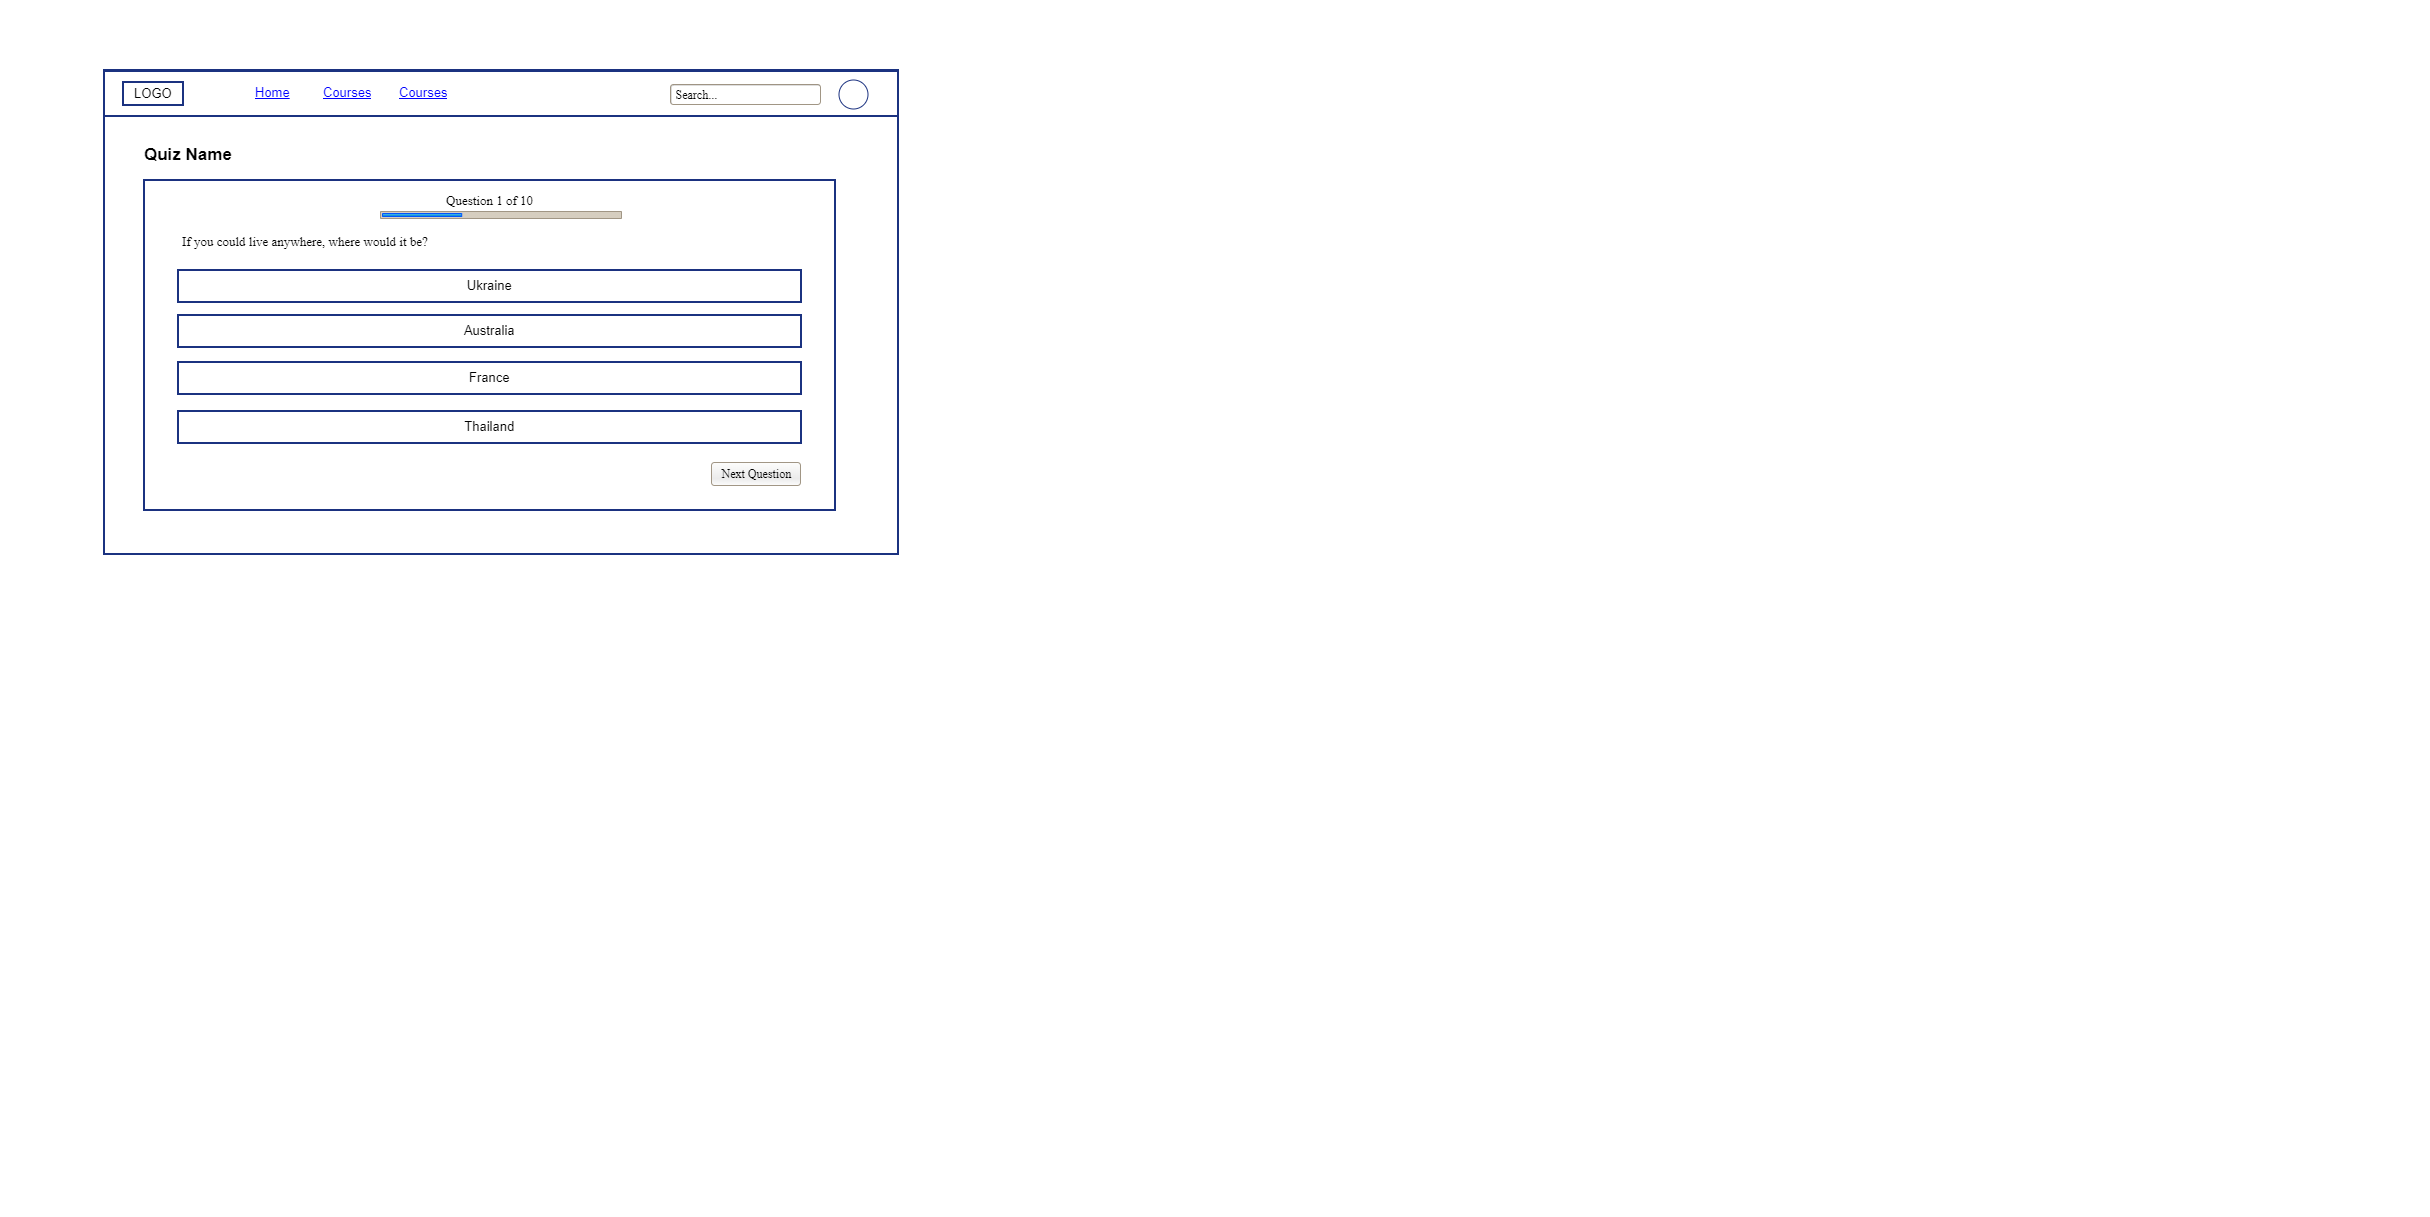 LOGO
Home
Courses
Courses
Search...
Quiz Name
Question 1 of 10
If you could live anywhere, where would it be?
Ukraine
Australia
France
Thailand
Next Question